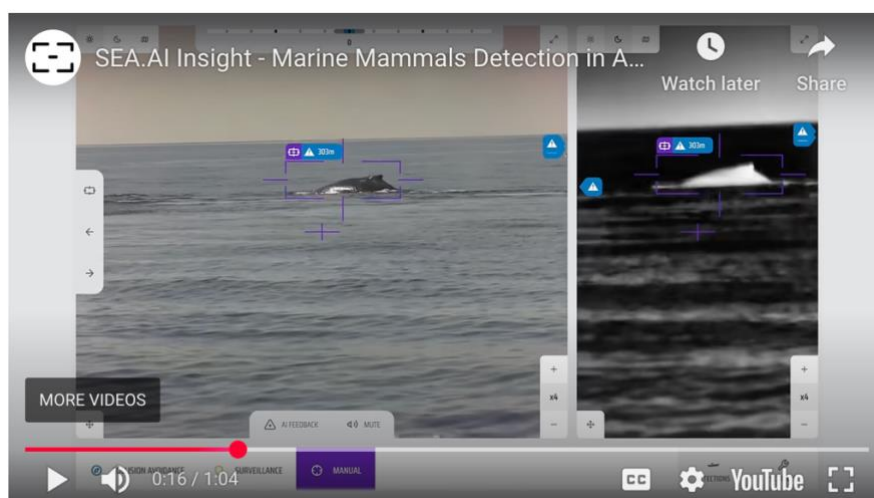 SEA.AI Insight - Marine Mammals Detection in A...
Watch later
Share
303m
303m
MORE VIDEOS
x4
x4
AI FEEDBACK
MUTE
SURVEILLANCE
MANUAL
0:16 / 1:04
CC
YouTube